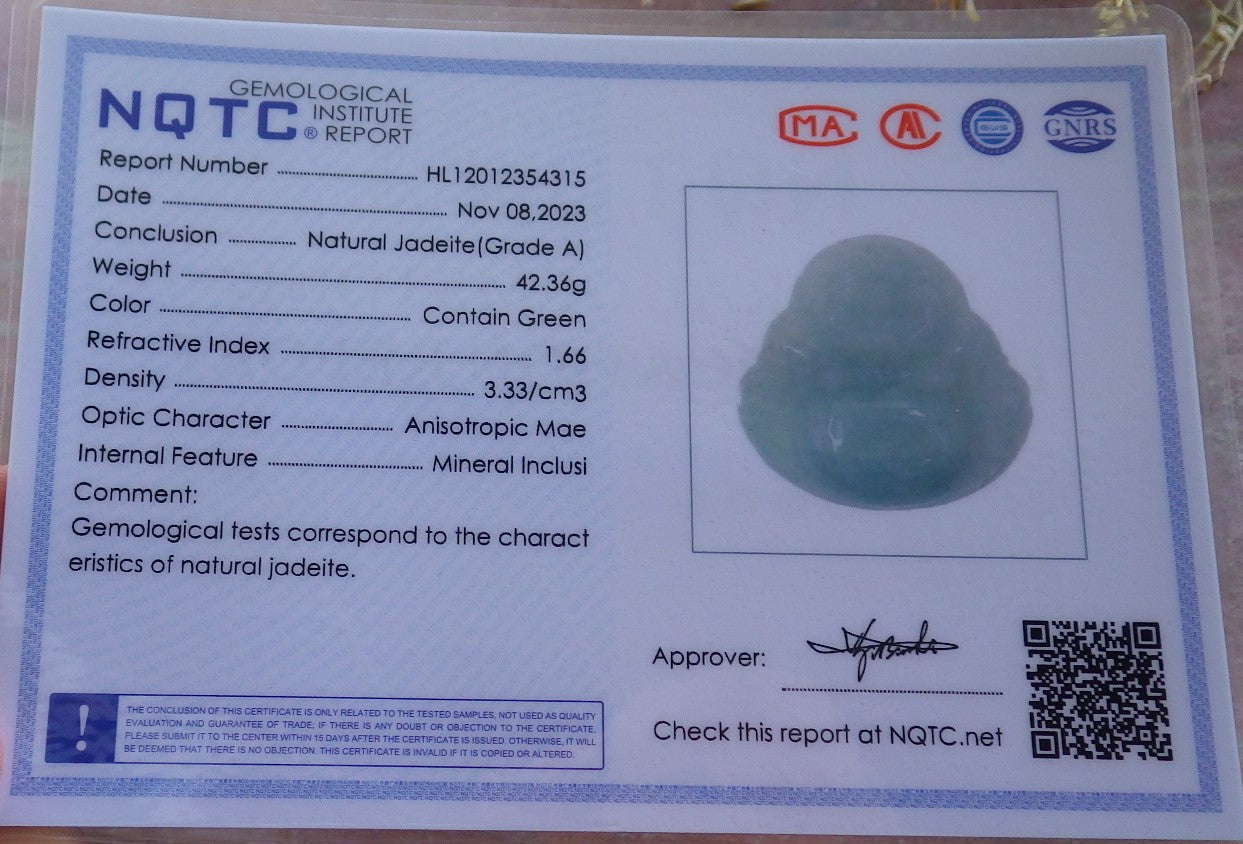 NQTC® GEMOLOGICAL
INSTITUTE
REPORT
MA
GNRS
Report Number HL12012354315
Date Nov 08,2023
Conclusion Natural Jadeite(Grade A)
Weight 42.36g
Color Contain Green
Refractive Index 1.66
Density 3.33/cm3
Optic Character Anisotropic Mae
Internal Feature Mineral Inclusi
Comment:
Gemological tests correspond to the charact
eristics of natural jadeite.
! THE CONCLUSION OF THIS CERTIFICATE IS ONLY RELATED TO THE TESTED SAMPLES, NOT USED AS QUALITY
EVALUATION AND GUARANTEE OF TRADE; IF THERE IS ANY DOUBT OR OBJECTION TO THE CERTIFICATE,
PLEASE SUBMIT IT TO THE CENTER WITHIN 15 DAYS AFTER THE CERTIFICATE IS ISSUED. OTHERWISE, IT WILL
BE DEEMED THAT THERE IS NO OBJECTION. THIS CERTIFICATE IS INVALID IF IT IS COPIED OR ALTERED.
Approver:
Check this report at NQTC.net